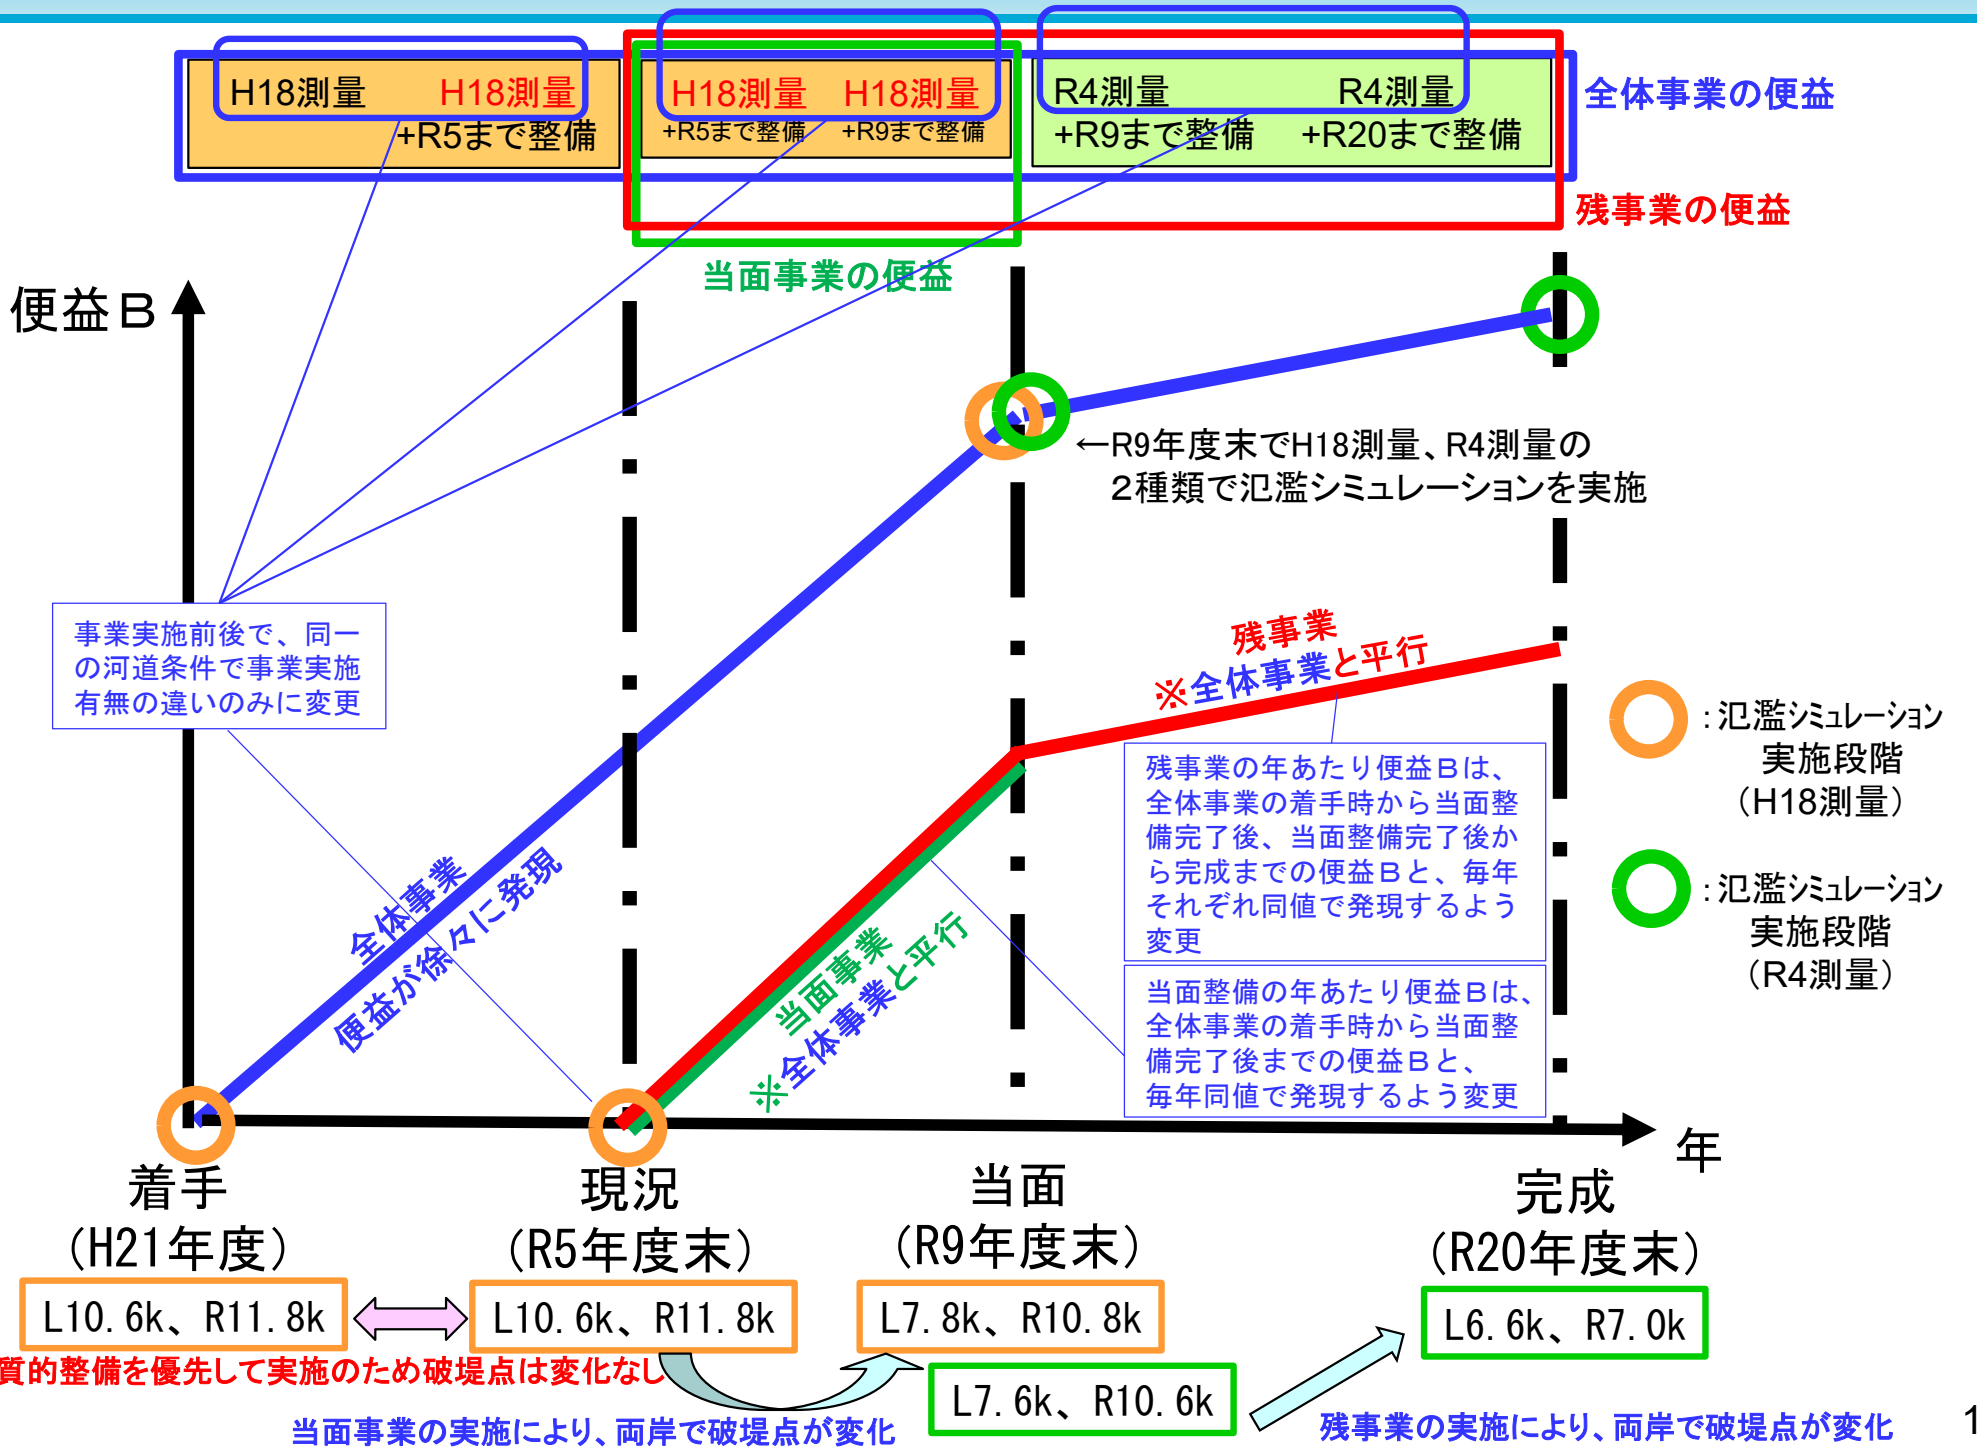 H18測量 H18測量
+R5まで整備
H18測量 H18測量
+R5まで整備 +R9まで整備
R4測量 R4測量
+R9まで整備 +R20まで整備
全体事業の便益
残事業の便益
当面事業の便益
便益B
←R9年度末でH18測量、R4測量の
2種類で氾濫シミュレーションを実施
事業実施前後で、同一
の河道条件で事業実施
有無の違いのみに変更
残事業
※全体事業と平行
残事業の年あたり便益Bは、
全体事業の着手時から当面整
備完了後、当面整備完了後か
ら完成までの便益Bと、毎年
それぞれ同値で発現するよう
変更
当面整備の年あたり便益Bは、
全体事業の着手時から当面整
備完了後までの便益Bと、
毎年同値で発現するよう変更
全体事業
便益が徐々に発現
当面事業
※全体事業と平行
:氾濫シミュレーション
実施段階
(H18測量)
:氾濫シミュレーション
実施段階
(R4測量)
年
着手
(H21年度)
現況
(R5年度末)
当面
(R9年度末)
完成
(R20年度末)
L10.6k、R11.8k
L10.6k、R11.8k
L7.8k、R10.8k
L6.6k、R7.0k
質的整備を優先して実施のため破堤点は変化なし
L7.6k、R10.6k
当面事業の実施により、両岸で破堤点が変化
残事業の実施により、両岸で破堤点が変化
1